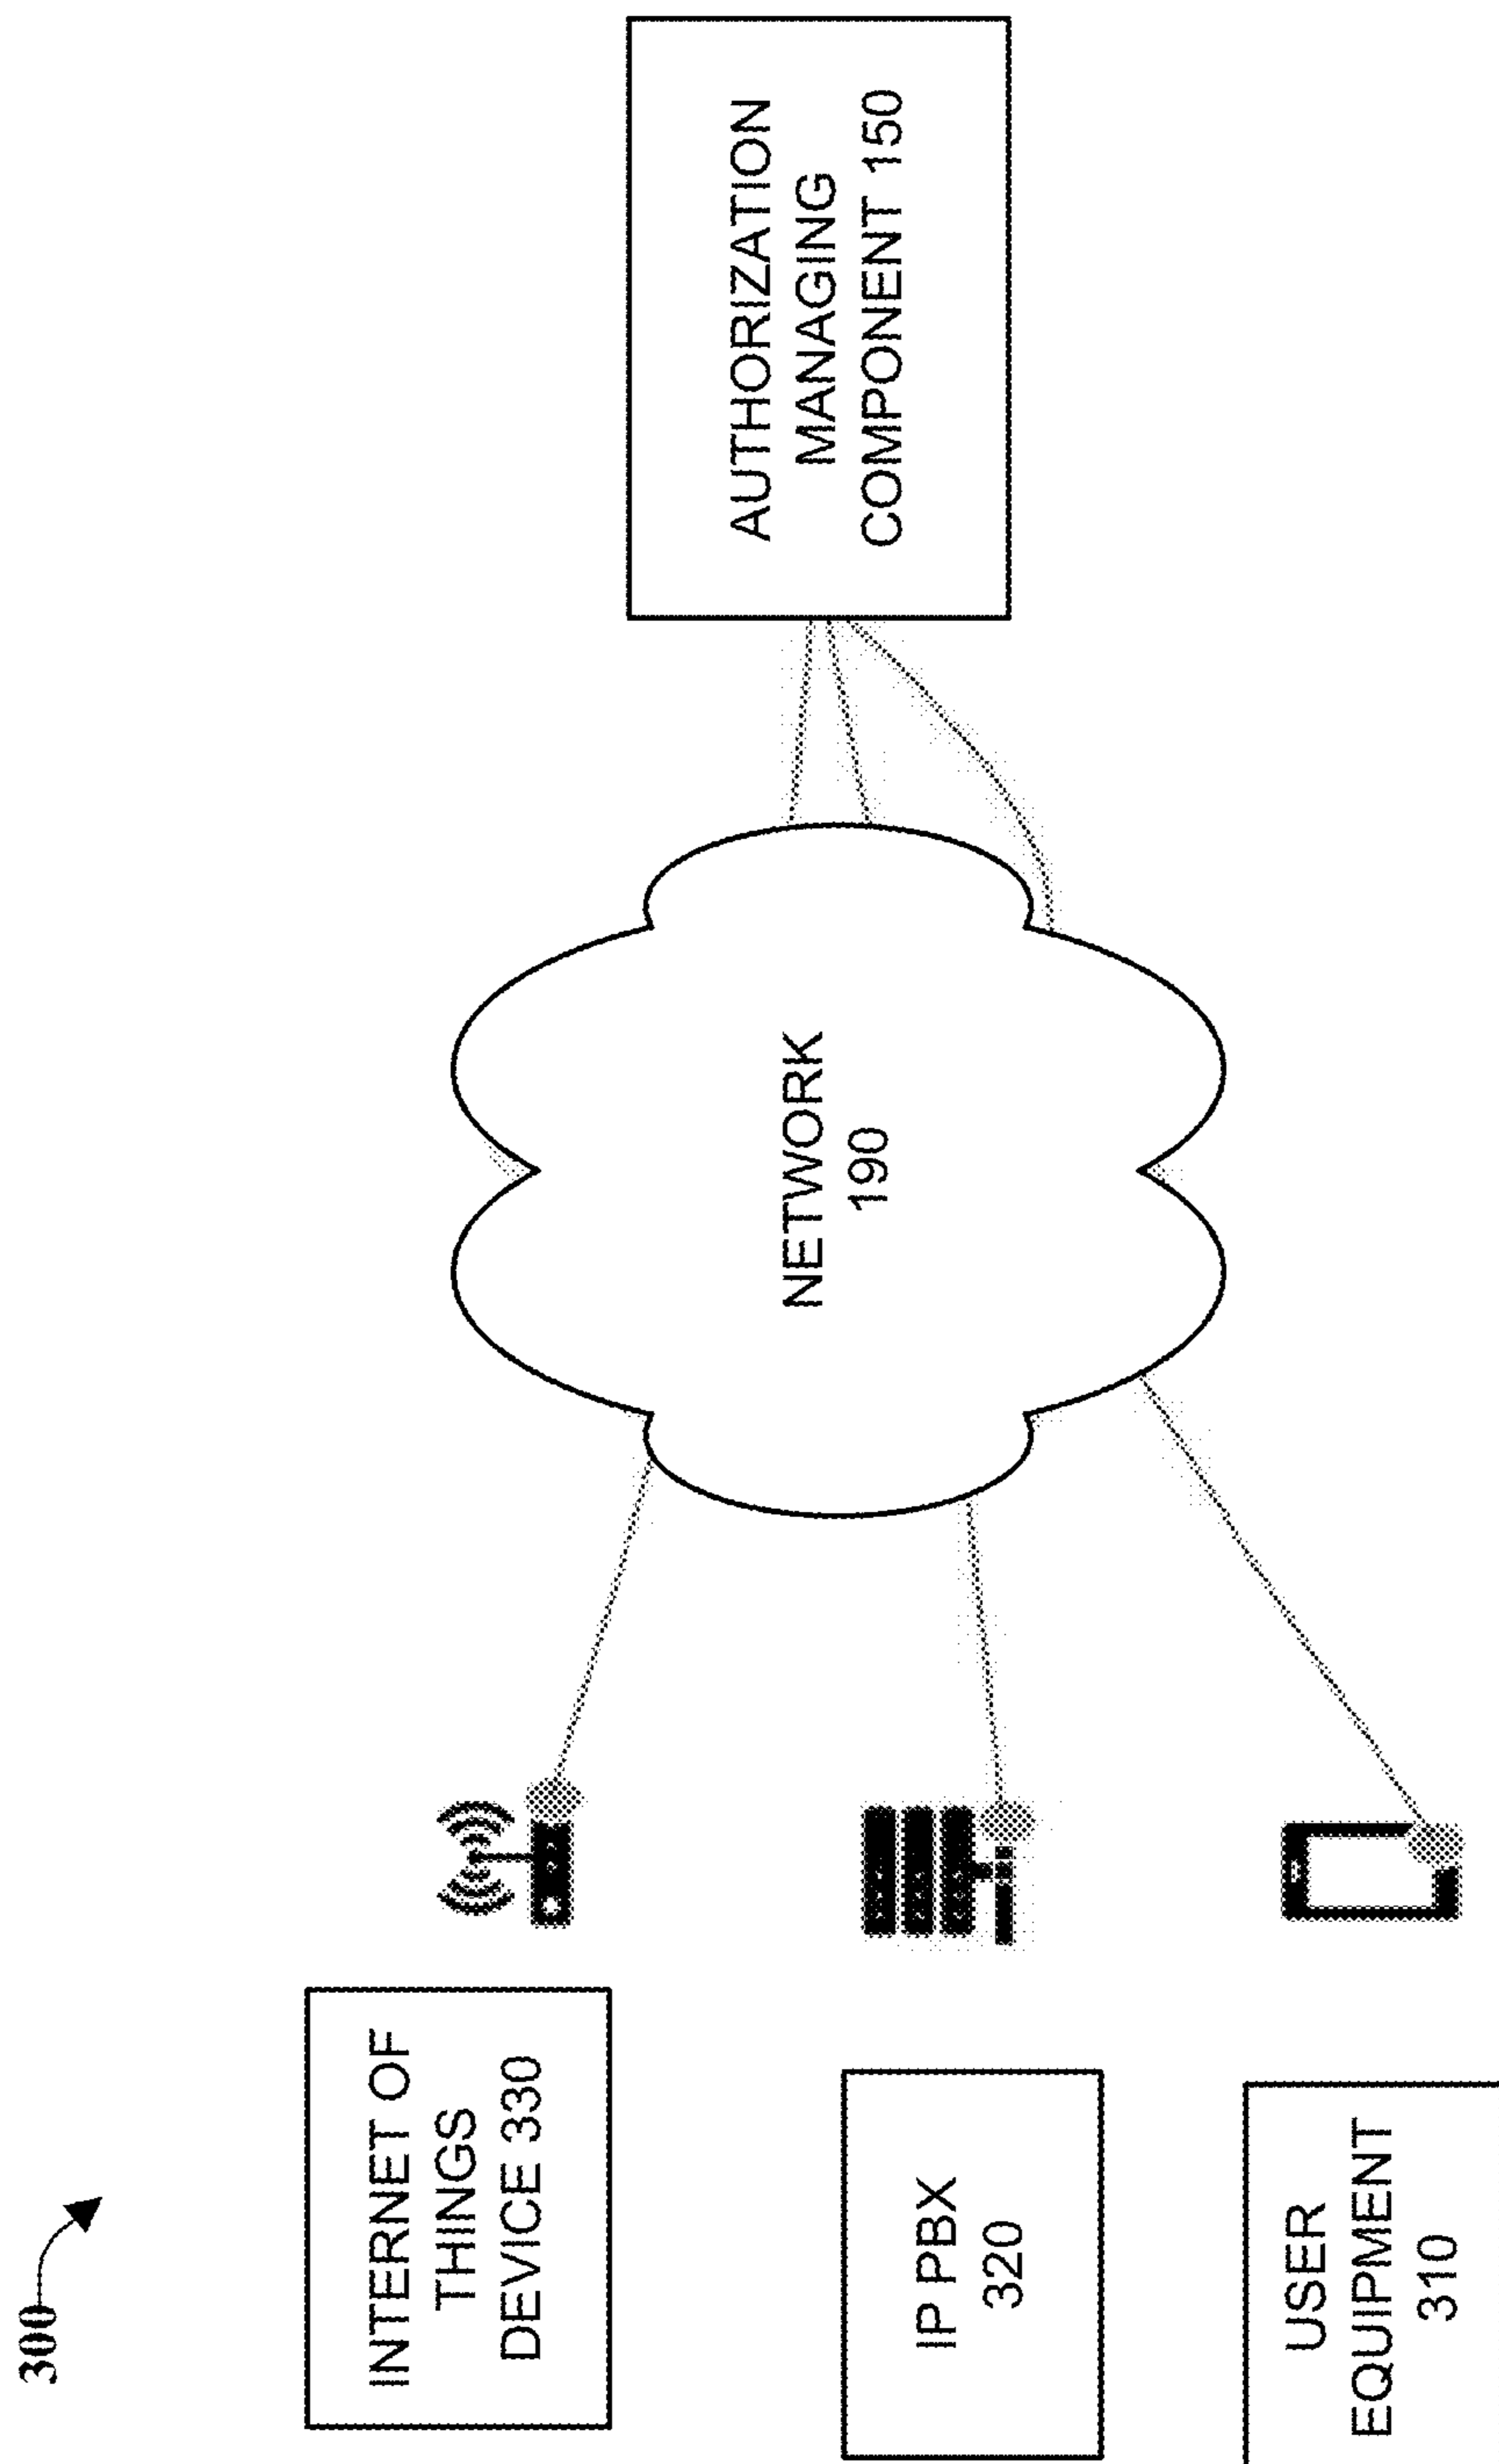 300
INTERNET OF
THINGS
DEVICE 330
IP PBX
320
USER
EQUIPMENT
310
NETWORK
190
AUTHORIZATION
MANAGING
COMPONENT 150